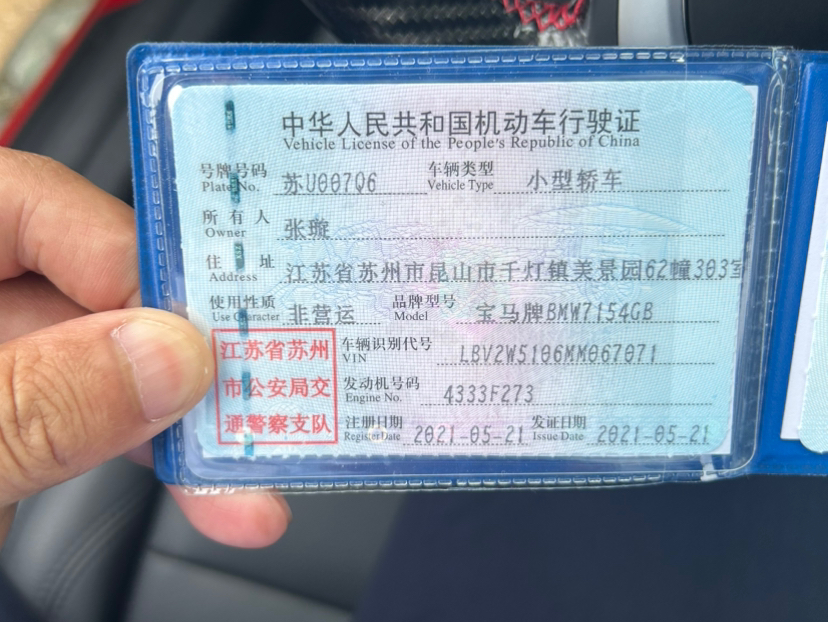 中华人民共和国机动车行驶证
Vehicle License of the People's Republic of China
号牌号码 苏U007Q6 车辆类型 小型轿车
Plate No. Vehicle Type
所有人 张璇
Owner
住址 江苏省苏州市昆山市千灯镇美景园62幢303室
Address
使用性质 非营运 品牌型号 宝马牌BMW7154GB
Use Character Model
江苏省苏州
市公安局交
通警察支队
车辆识别代号 LBV2W5106MM067071
VIN
发动机号码 4333F273
Engine No.
注册日期 2021-05-21 发证日期 2021-05-21
Register Date Issue Date